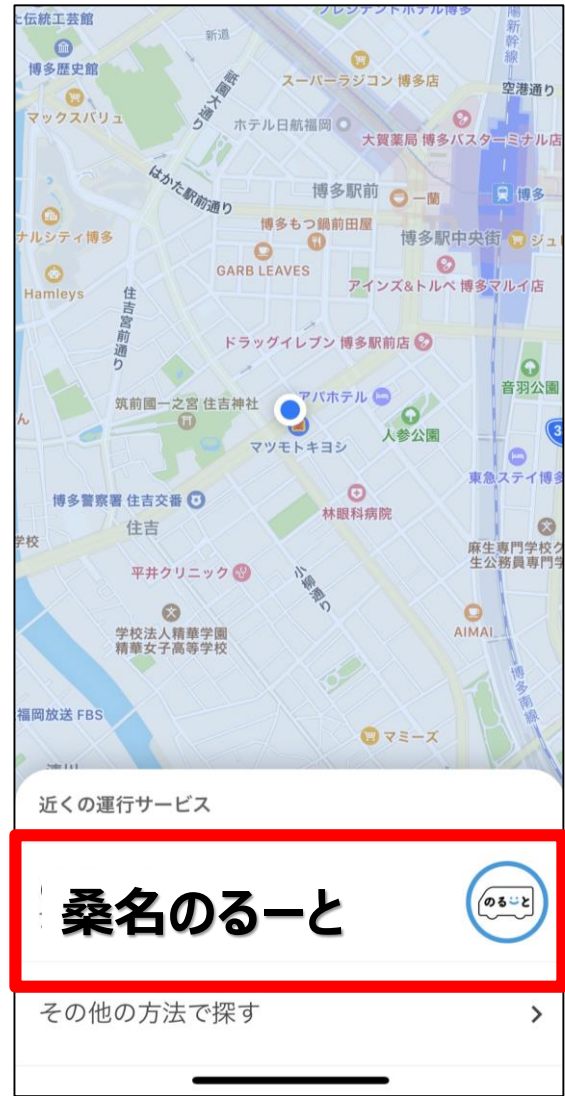 た伝統工芸館
プレジデントホテル博多
陽新幹線
新道
博多歴史館
スーパーラジコン 博多店
空港通り
祇園大通り
マックスバリュ
ホテル日航福岡
大賀薬局 博多バスターミナル店
はかた駅前通り
博多駅前
一蘭
博多
ナルシティ博多
博多もつ鍋前田屋
博多駅中央街
ジュ
GARB LEAVES
Hamleys
アインズ&トルペ 博多マルイ店
住吉宮前通り
ドラッグイレブン 博多駅前店
音羽公園
筑前國一之宮 住吉神社
アパホテル
ん
3
マツモトキヨシ
人参公園
東急ステイ博多
博多警察署 住吉交番
林眼科病院
住吉
学校
麻生専門学校グ
生公務員専門学
平井クリニック
小柳通り
学校法人精華学園
精華女子高等学校
AIMAI
博多南線
福岡放送 FBS
マミーズ
清川
近くの運行サービス
桑名のるーと
のるーと
その他の方法で探す